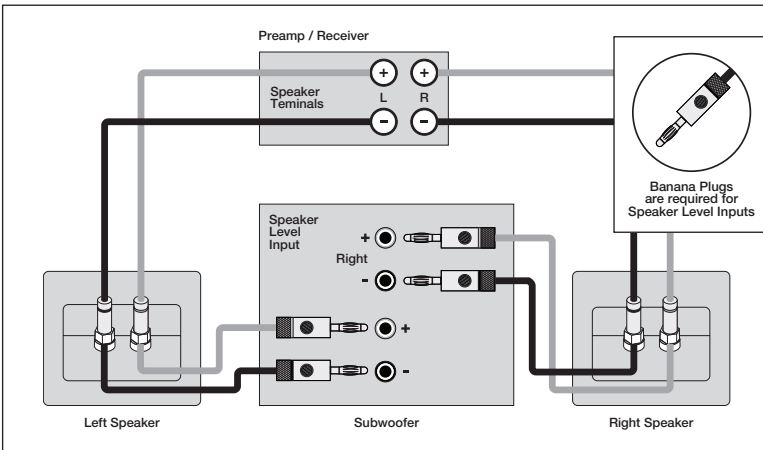 Preamp / Receiver
Speaker
Teminals
+
+
L
R
-
-
Banana Plugs
are required for
Speaker Level Inputs
Speaker
Level
Input
+
Right
-
+
-
Left Speaker
Subwoofer
Right Speaker